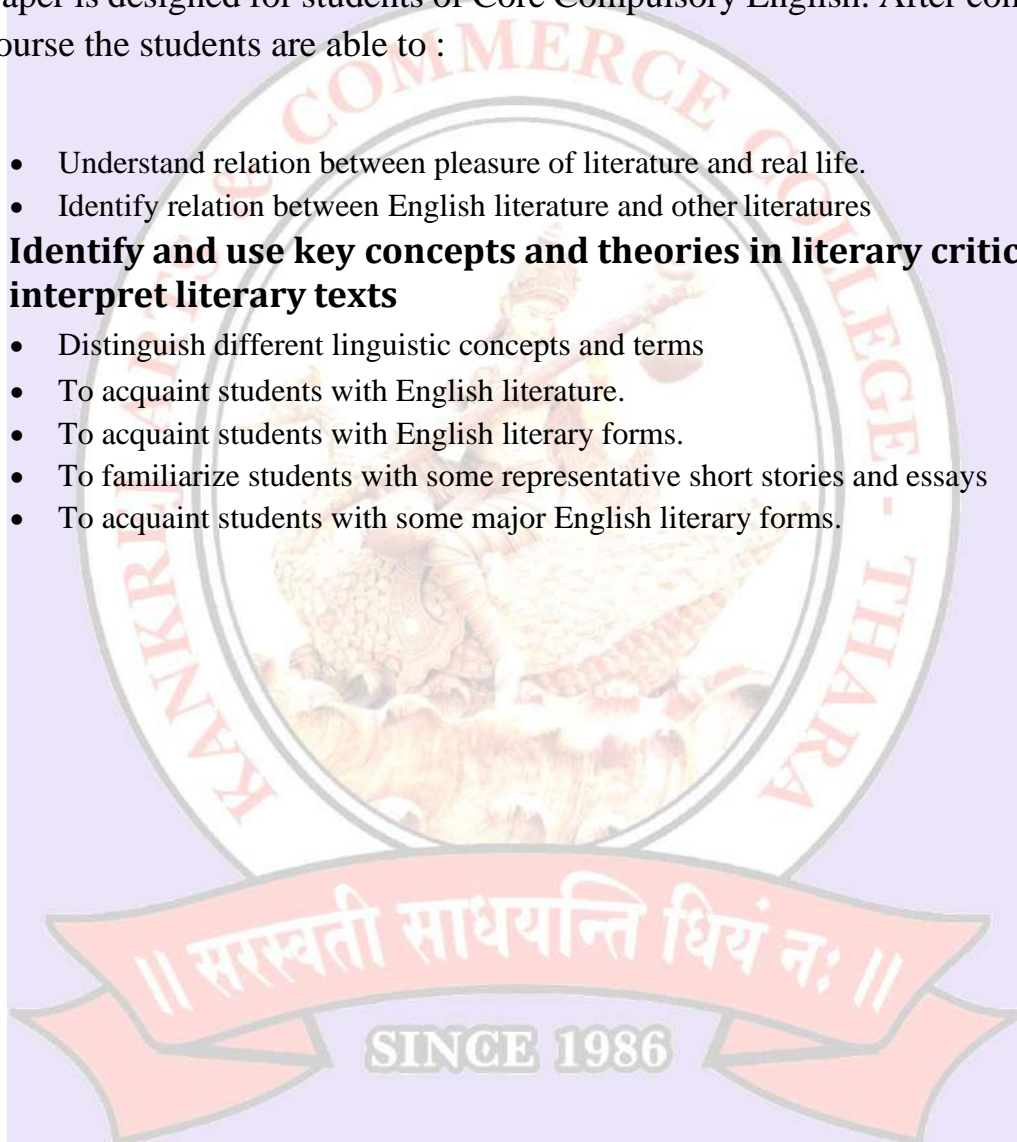 aper is designed for students of Core Compulsory English. After con
ourse the students are able to :
• Understand relation between pleasure of literature and real life.
• Identify relation between English literature and other literatures
Identify and use key concepts and theories in literary critic
interpret literary texts
• Distinguish different linguistic concepts and terms
• To acquaint students with English literature.
• To acquaint students with English literary forms.
• To familiarize students with some representative short stories and essays
• To acquaint students with some major English literary forms.
KANKREJ ARTS & COMMERCE COLLEGE - THARA
॥ सरस्वती साधयन्ति धियं नः ॥
SINCE 1986